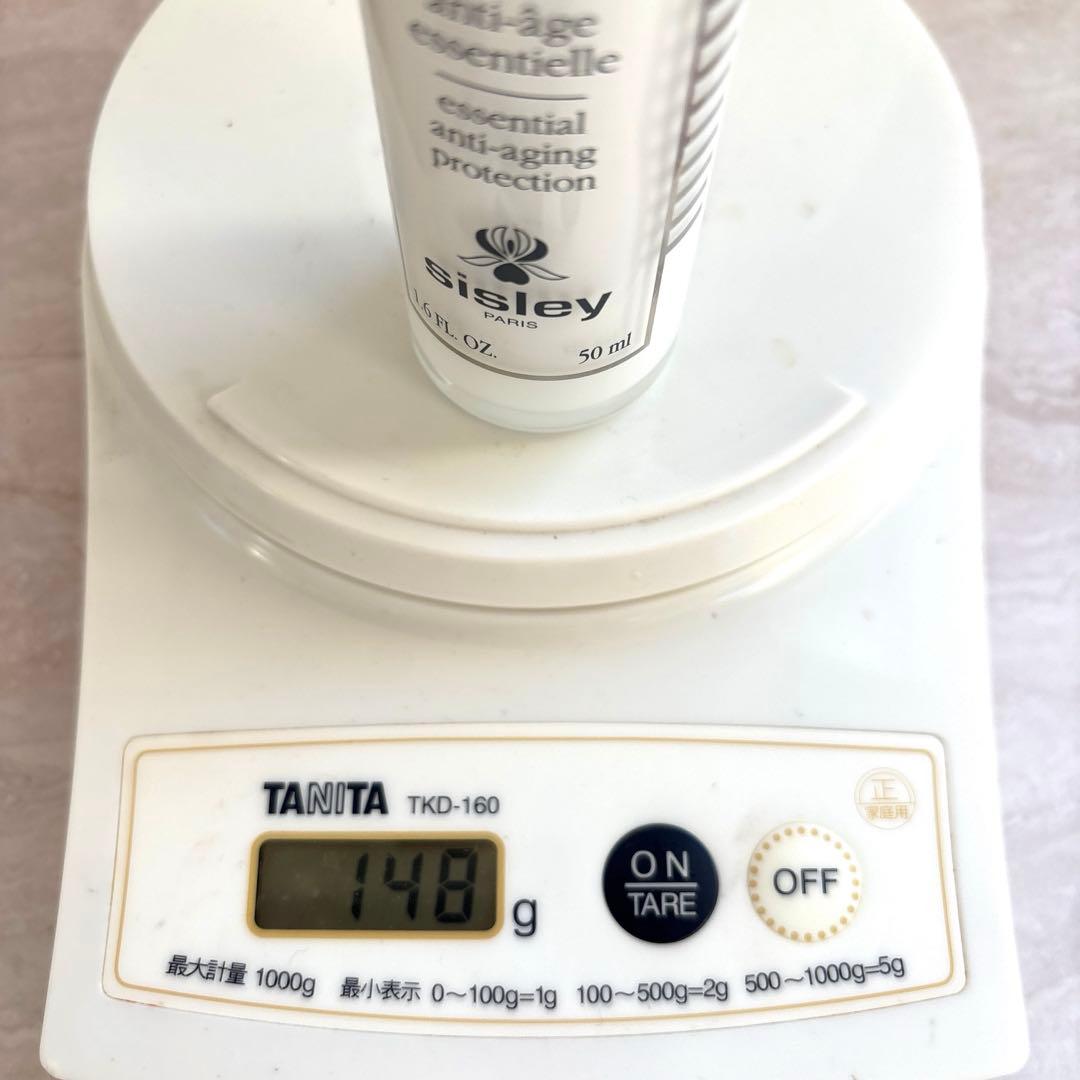 anti-âge
essentielle
essential
anti-aging
protection
sisley
PARIS
1.6 FL. OZ.
50 ml
TANITA TKD-160
正
家庭用
148 g
ON
TARE
OFF
最大計量 1000g 最小表示 0～100g=1g 100～500g=2g 500～1000g=5g